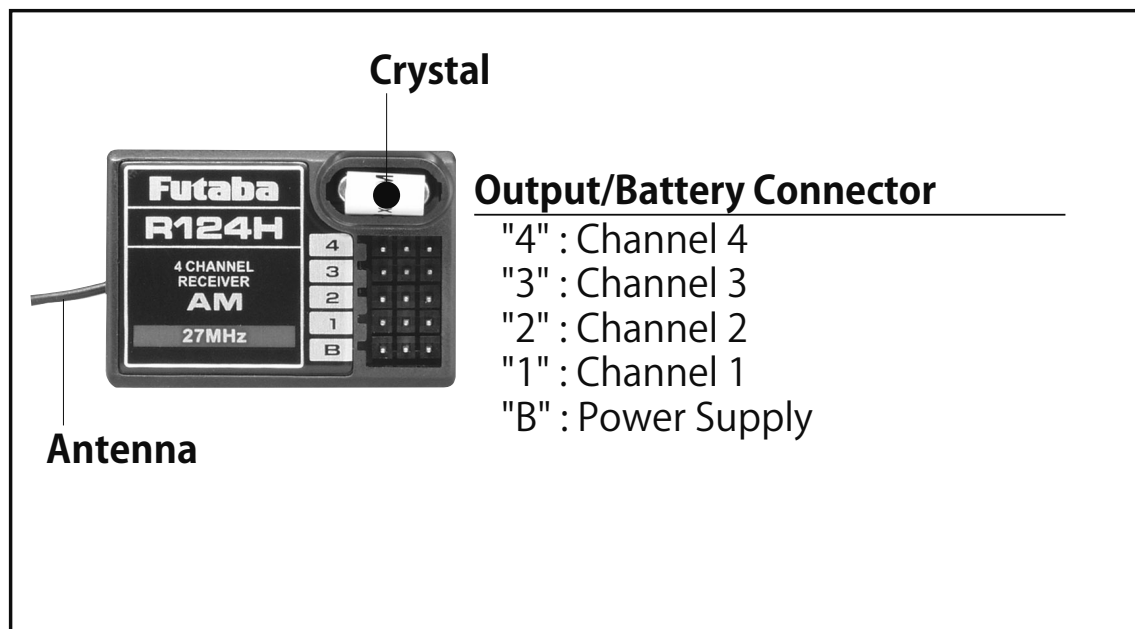 Crystal
Futaba
R124H
4 CHANNEL
RECEIVER
AM
27MHz
4
3
2
1
B
Output/Battery Connector
"4" : Channel 4
"3" : Channel 3
"2" : Channel 2
"1" : Channel 1
"B" : Power Supply
Antenna